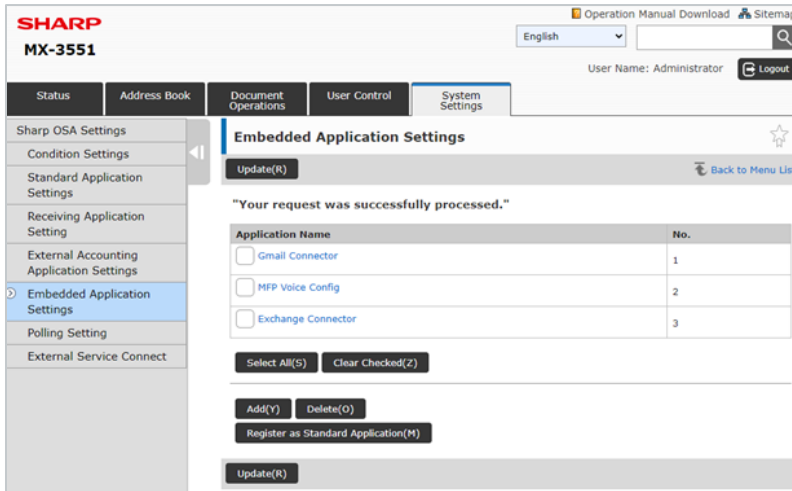 SHARP
MX-3551
Operation Manual Download
Sitemap
English
User Name: Administrator
Logout
Status
Address Book
Document
Operations
User Control
System
Settings
Sharp OSA Settings
Condition Settings
Standard Application
Settings
Receiving Application
Setting
External Accounting
Application Settings
Embedded Application
Settings
Polling Setting
External Service Connect
Embedded Application Settings
Update(R)
Back to Menu Lis
"Your request was successfully processed."
Application Name No.
Gmail Connector 1
MFP Voice Config 2
Exchange Connector 3
Select All(S) Clear Checked(Z)
Add(Y) Delete(O)
Register as Standard Application(M)
Update(R)